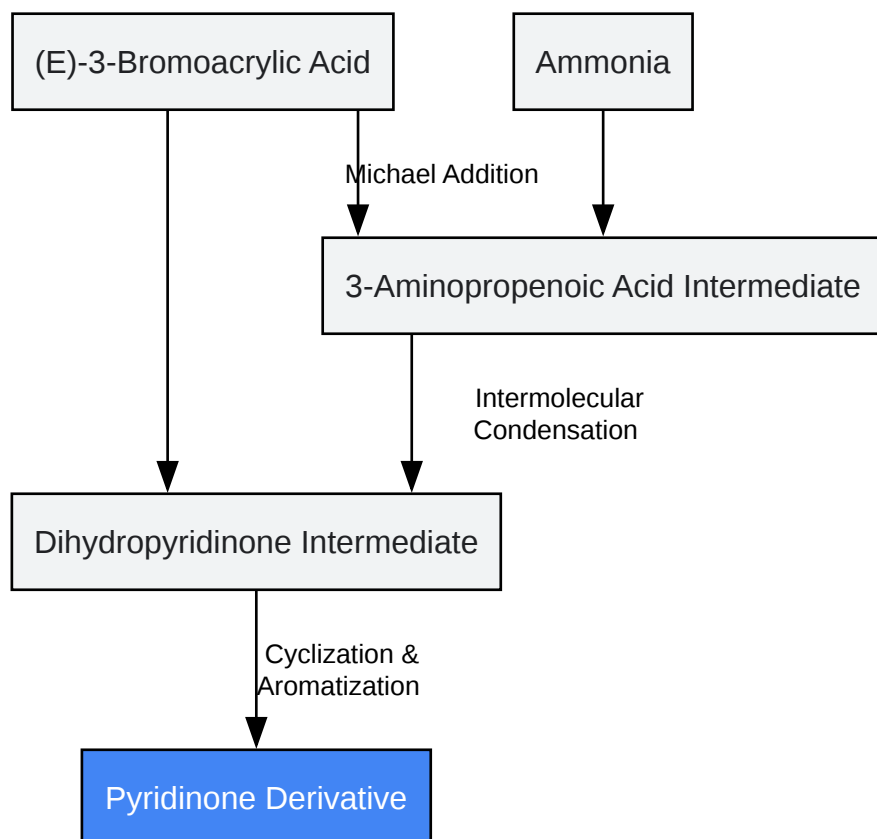 (E)-3-Bromoacrylic Acid
Ammonia
Michael Addition
3-Aminopropenoic Acid Intermediate
Intermolecular
Condensation
Dihydropyridinone Intermediate
Cyclization &
Aromatization
Pyridinone Derivative